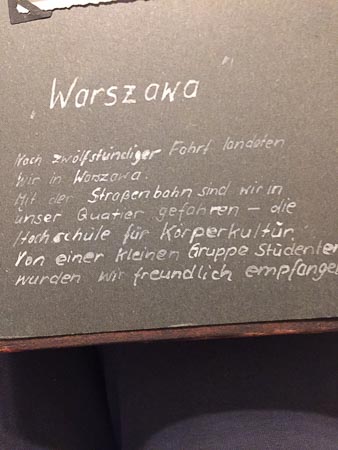 „Warszawa"
Nach zwölfstündiger Fahrt landeten
wir in Warszawa.
Mit der Straßenbahn sind wir in
unser Quatier gefahren – die
Hochschule für Körperkultur.
Von einer kleinen Gruppe Studenten
wurden wir freundlich empfangen